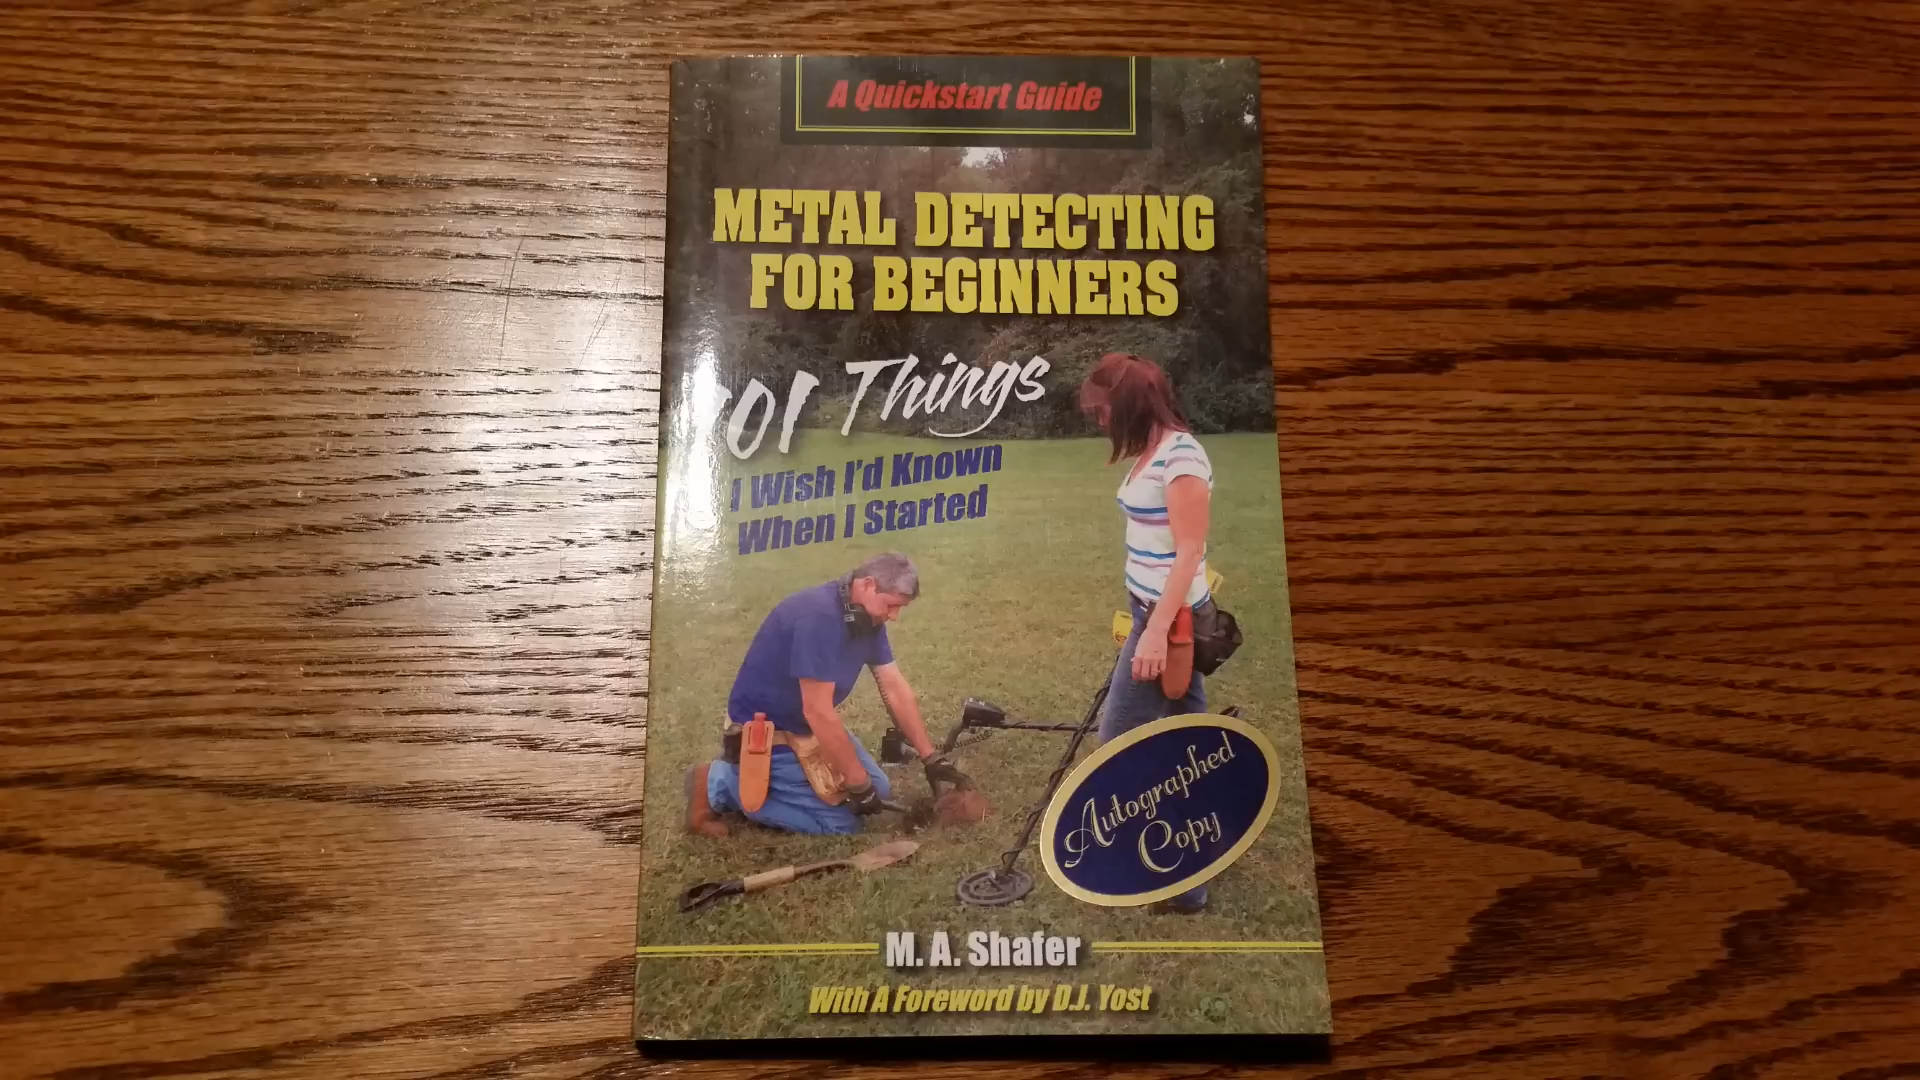 A Quickstart Guide
METAL DETECTING
FOR BEGINNERS
01 Things
I Wish I'd Known
When I Started
Autographed
Copy
M. A. Shafer
With A Foreword by D.J. Yost